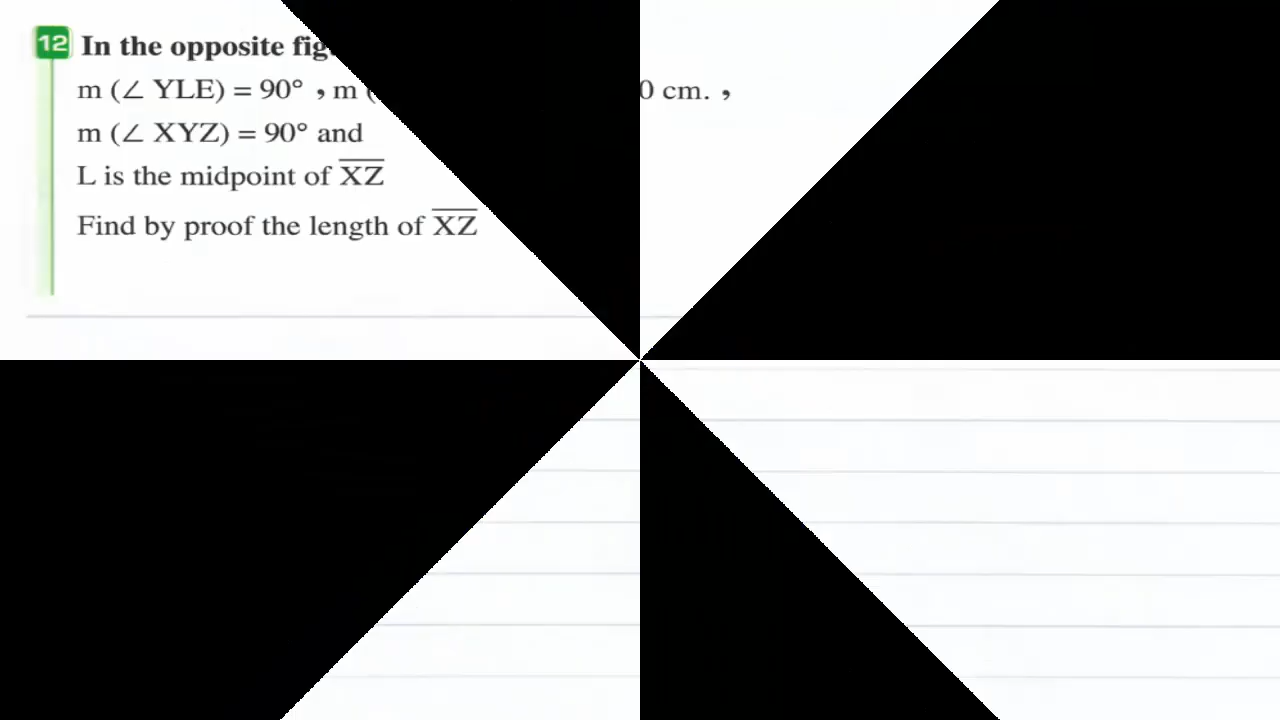 12 In the opposite
m (∠ YLE) = 90° , m ( 0 cm. ,
m (∠ XYZ) = 90° and
L is the midpoint of XZ
Find by proof the length of XZ